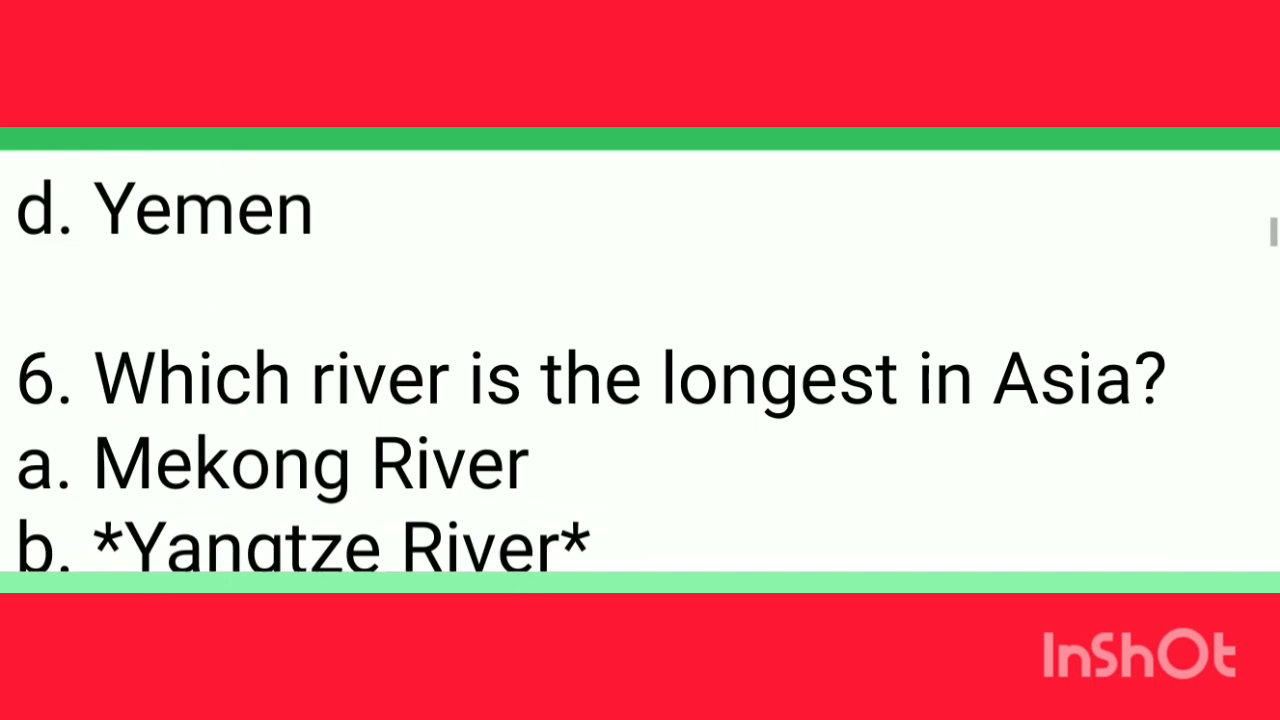 d. Yemen
6. Which river is the longest in Asia?
a. Mekong River
b. *Yangtze River*
InShOt